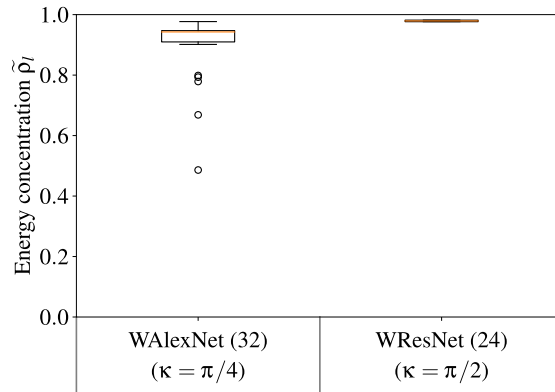 1.0
0.8
0.6
0.4
0.2
0.0
Energy concentration ρ̃_l
WAlexNet (32)
(κ = π/4)
WResNet (24)
(κ = π/2)